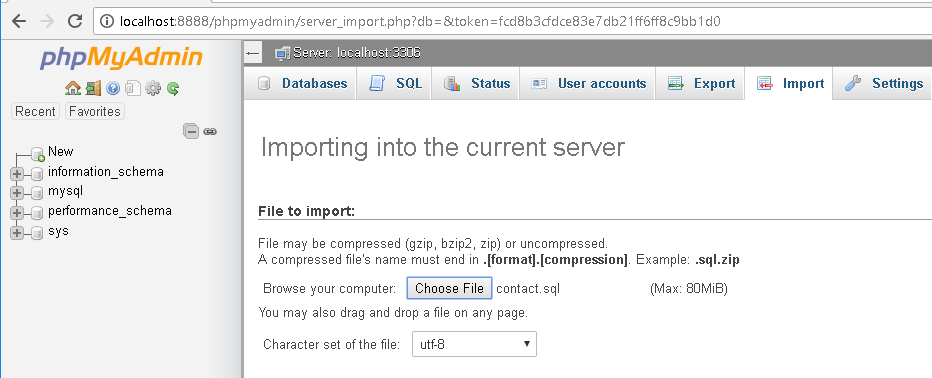 localhost:8888/phpmyadmin/server_import.php?db=&token=fcd8b3cfdce83e7db21ff6ff8c9bb1d0
phpMyAdmin
Recent Favorites
New
information_schema
mysql
performance_schema
sys
Server: localhost:3306
Databases SQL Status User accounts Export Import Settings
Importing into the current server
File to import:
File may be compressed (gzip, bzip2, zip) or uncompressed.
A compressed file's name must end in .[format].[compression]. Example: .sql.zip
Browse your computer: Choose File contact.sql (Max: 80MiB)
You may also drag and drop a file on any page.
Character set of the file: utf-8